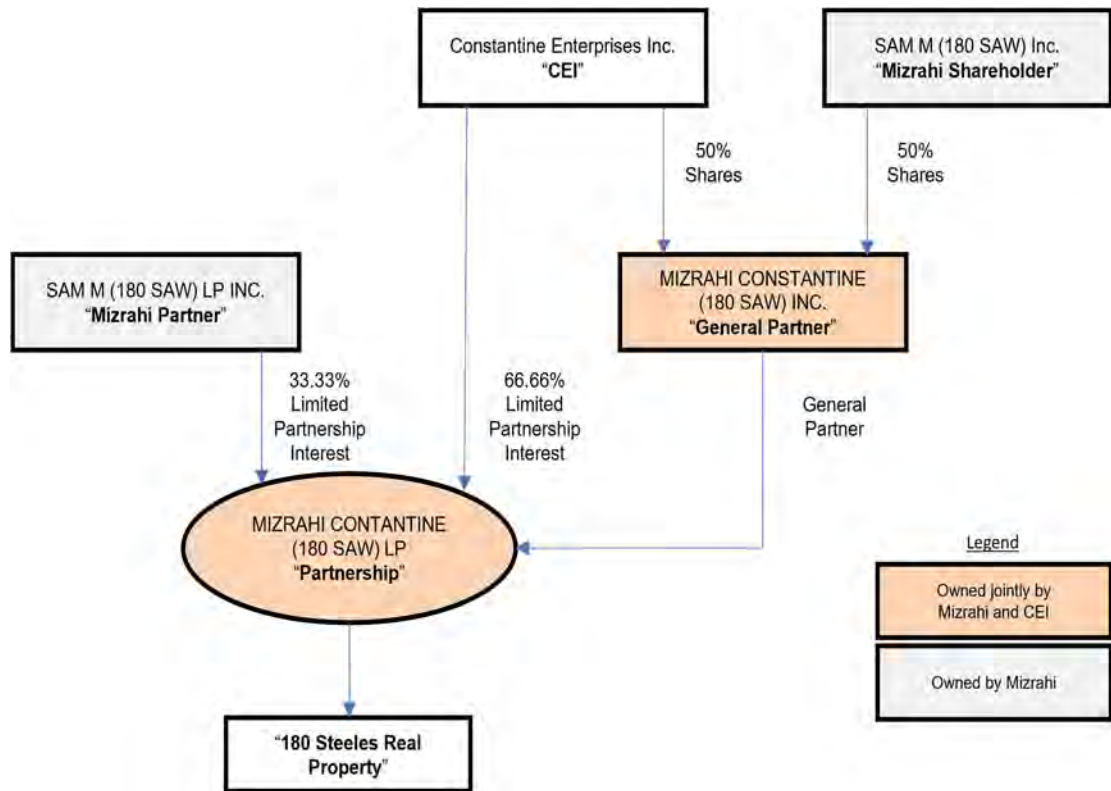 Constantine Enterprises Inc.
“CEI”
SAM M (180 SAW) Inc.
“Mizrahi Shareholder”
50%
Shares
50%
Shares
SAM M (180 SAW) LP INC.
“Mizrahi Partner”
MIZRAHI CONSTANTINE
(180 SAW) INC.
“General Partner”
33.33%
Limited
Partnership
Interest
66.66%
Limited
Partnership
Interest
General
Partner
MIZRAHI CONTANTINE
(180 SAW) LP
“Partnership”
Legend
Owned jointly by
Mizrahi and CEI
Owned by Mizrahi
“180 Steeles Real
Property”